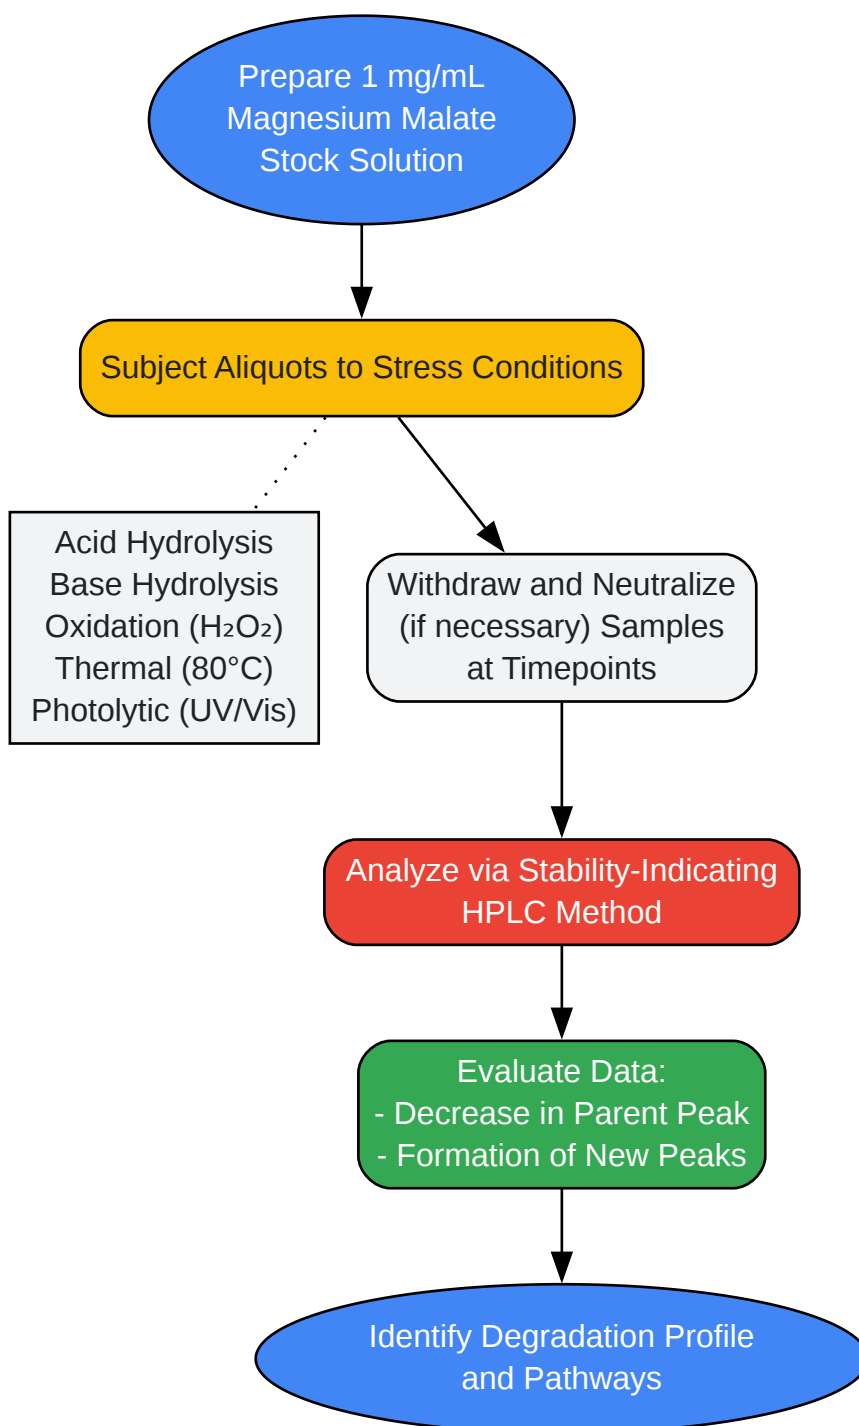 Prepare 1 mg/mL
Magnesium Malate
Stock Solution
Subject Aliquots to Stress Conditions
Acid Hydrolysis
Base Hydrolysis
Oxidation (H₂O₂)
Thermal (80°C)
Photolytic (UV/Vis)
Withdraw and Neutralize
(if necessary) Samples
at Timepoints
Analyze via Stability-Indicating
HPLC Method
Evaluate Data:
- Decrease in Parent Peak
- Formation of New Peaks
Identify Degradation Profile
and Pathways